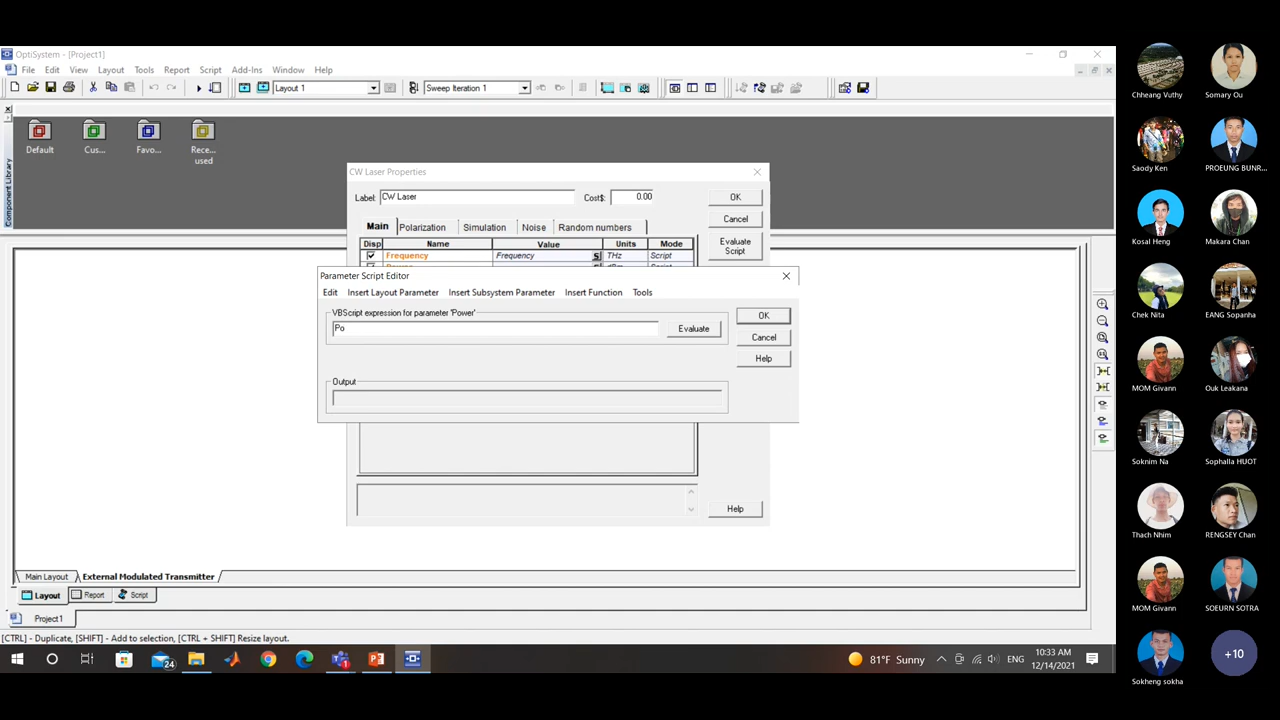 OptiSystem - [Project1]
File Edit View Layout Tools Report Script Add-Ins Window Help
Layout 1
Sweep Iteration 1
Component Library
Default
Cus...
Favo...
Rece...
used
CW Laser Properties
Label: CW Laser
Cost$: 0.00
OK
Cancel
Evaluate
Script
Main Polarization Simulation Noise Random numbers
Disp Name Value Units Mode
Frequency Frequency THz Script
Parameter Script Editor
Edit Insert Layout Parameter Insert Subsystem Parameter Insert Function Tools
VBScript expression for parameter 'Power'
Po
Evaluate
OK
Cancel
Help
Output
Help
Main Layout External Modulated Transmitter
Layout Report Script
Project1
[CTRL] - Duplicate, [SHIFT] - Add to selection, [CTRL + SHIFT] Resize layout.
24
1
81°F Sunny
ENG
10:33 AM
12/14/2021
Chheang Vuthy
Somary Ou
Saody Ken
PROEUNG BUNR...
Kosal Heng
Makara Chan
Chek Nita
EANG Sopanha
MOM Givann
Ouk Leakana
Soknim Na
Sophalla HUOT
Thach Nhim
RENGSEY Chan
MOM Givann
SOEURN SOTRA
Sokheng sokha
+10